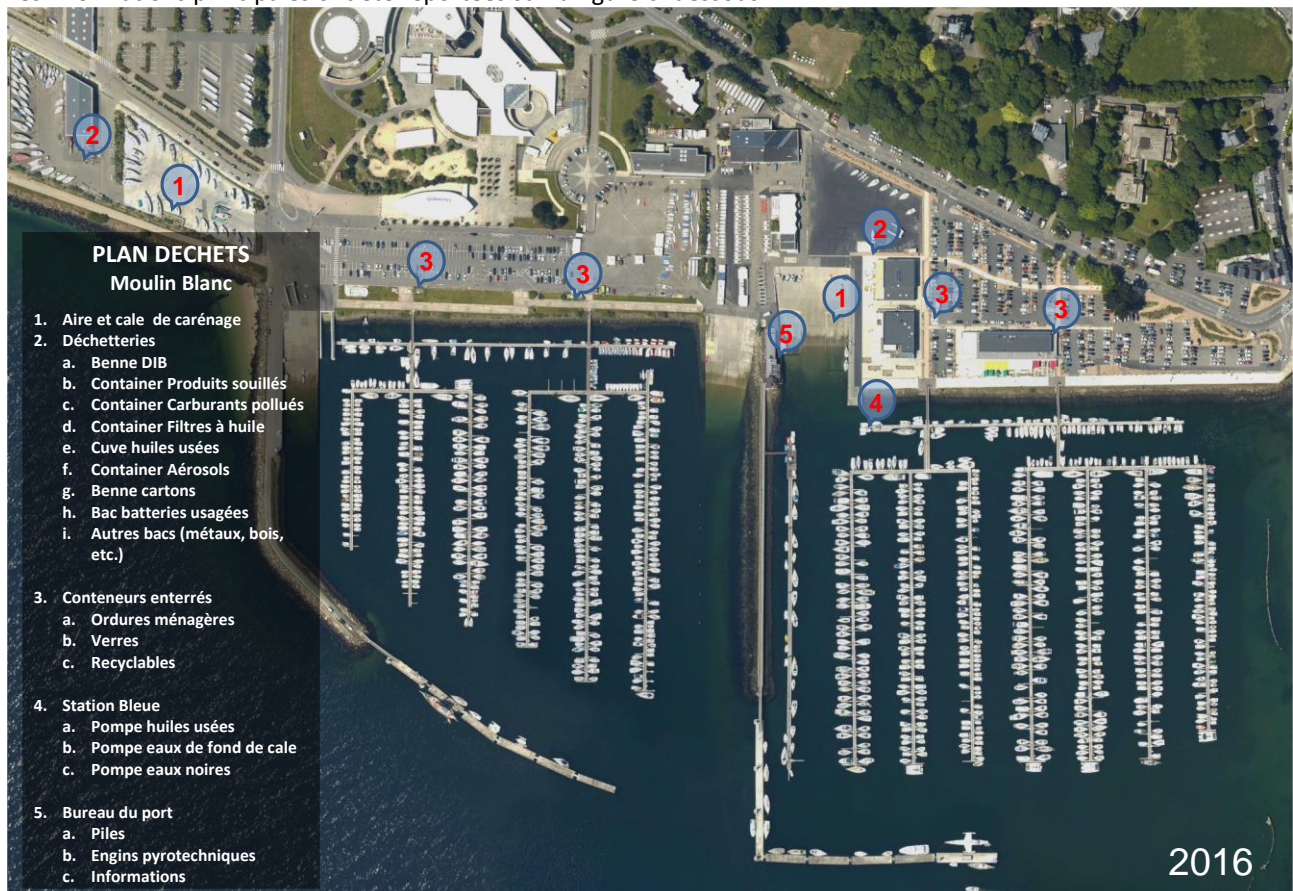 PLAN DECHETS
Moulin Blanc
1. Aire et cale de carénage
2. Déchetteries
a. Benne DIB
b. Container Produits souillés
c. Container Carburants pollués
d. Container Filtres à huile
e. Cuve huiles usées
f. Container Aérosols
g. Benne cartons
h. Bac batteries usagées
i. Autres bacs (métaux, bois,
etc.)
3. Conteneurs enterrés
a. Ordures ménagères
b. Verres
c. Recyclables
4. Station Bleue
a. Pompe huiles usées
b. Pompe eaux de fond de cale
c. Pompe eaux noires
5. Bureau du port
a. Piles
b. Engins pyrotechniques
c. Informations
2
1
3
3
2
1
3
3
5
4
2016